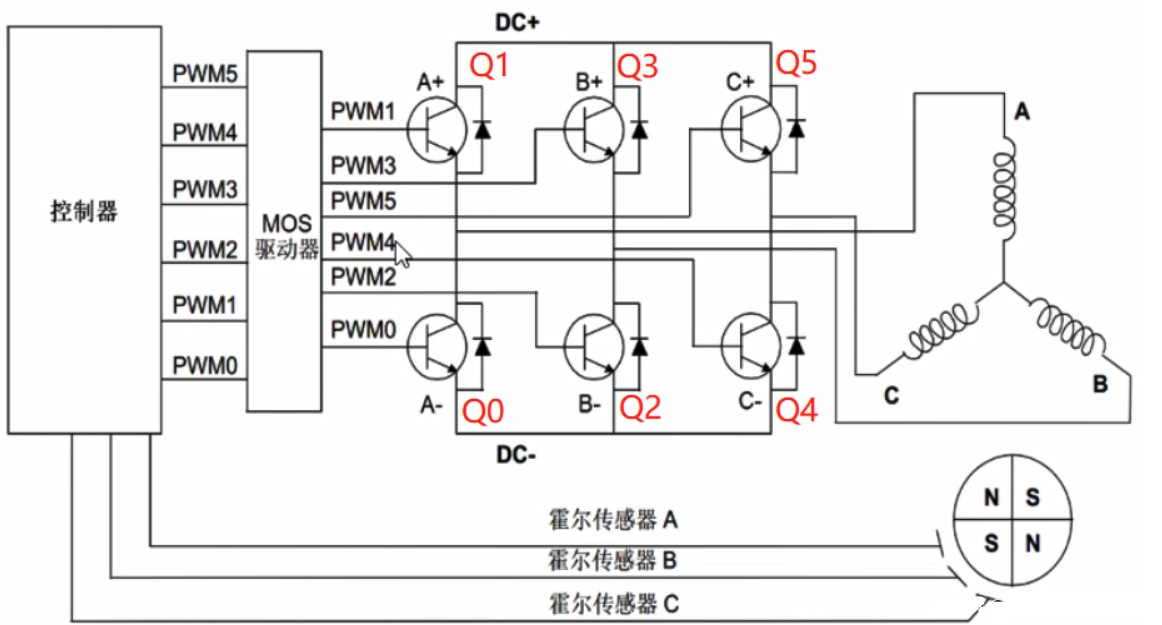 DC+
Q1
Q3
Q5
A+
B+
C+
PWM5
PWM4
PWM3
PWM2
PWM1
PWM0
控制器
MOS
驱动器
PWM1
PWM3
PWM5
PWM4
PWM2
PWM0
A-
Q0
B-
Q2
C-
Q4
DC-
A
C
B
N S
S N
霍尔传感器 A
霍尔传感器 B
霍尔传感器 C